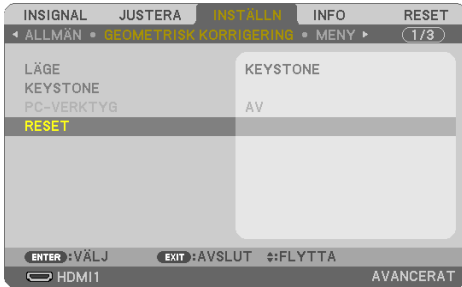 INSIGNAL JUSTERA INSTÄLLN INFO RESET
◂ ALLMÄN • GEOMETRISK KORRIGERING • MENY ▸ 1/3
LÄGE KEYSTONE
KEYSTONE
PC-VERKTYG AV
RESET
ENTER :VÄLJ EXIT :AVSLUT :FLYTTA
HDMI1 AVANCERAT